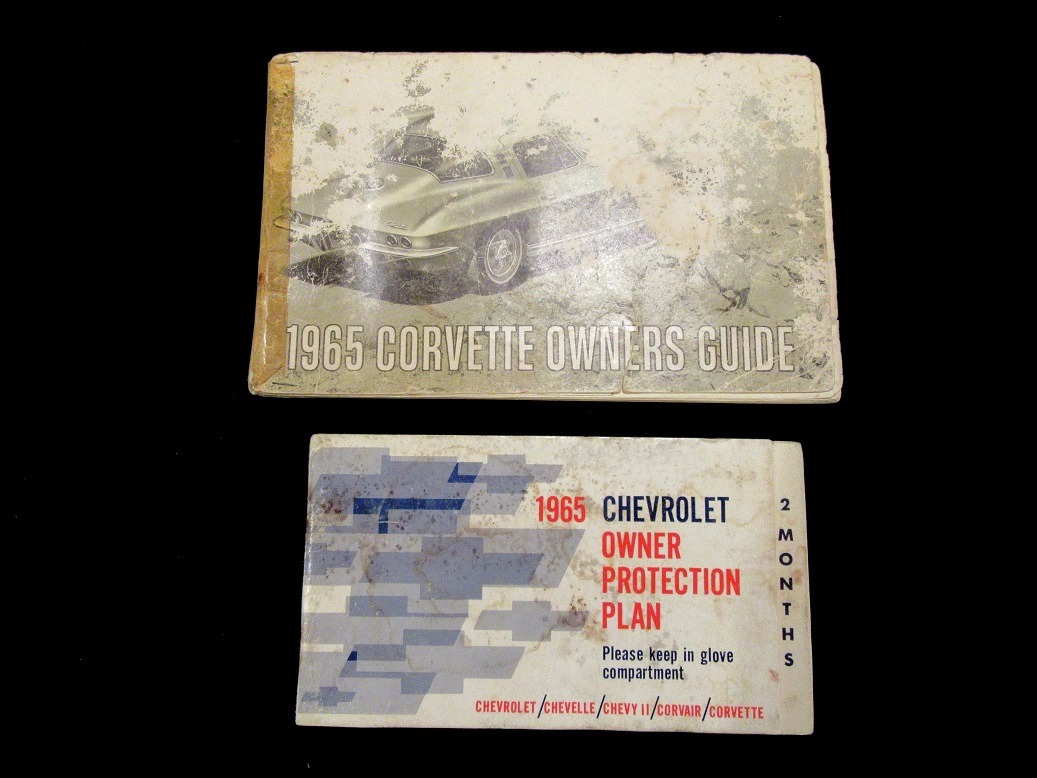 1965 CORVETTE OWNERS GUIDE
1965 CHEVROLET
OWNER
PROTECTION
PLAN
Please keep in glove
compartment
CHEVROLET/CHEVELLE/CHEVY II/CORVAIR/CORVETTE
2 MONTHS